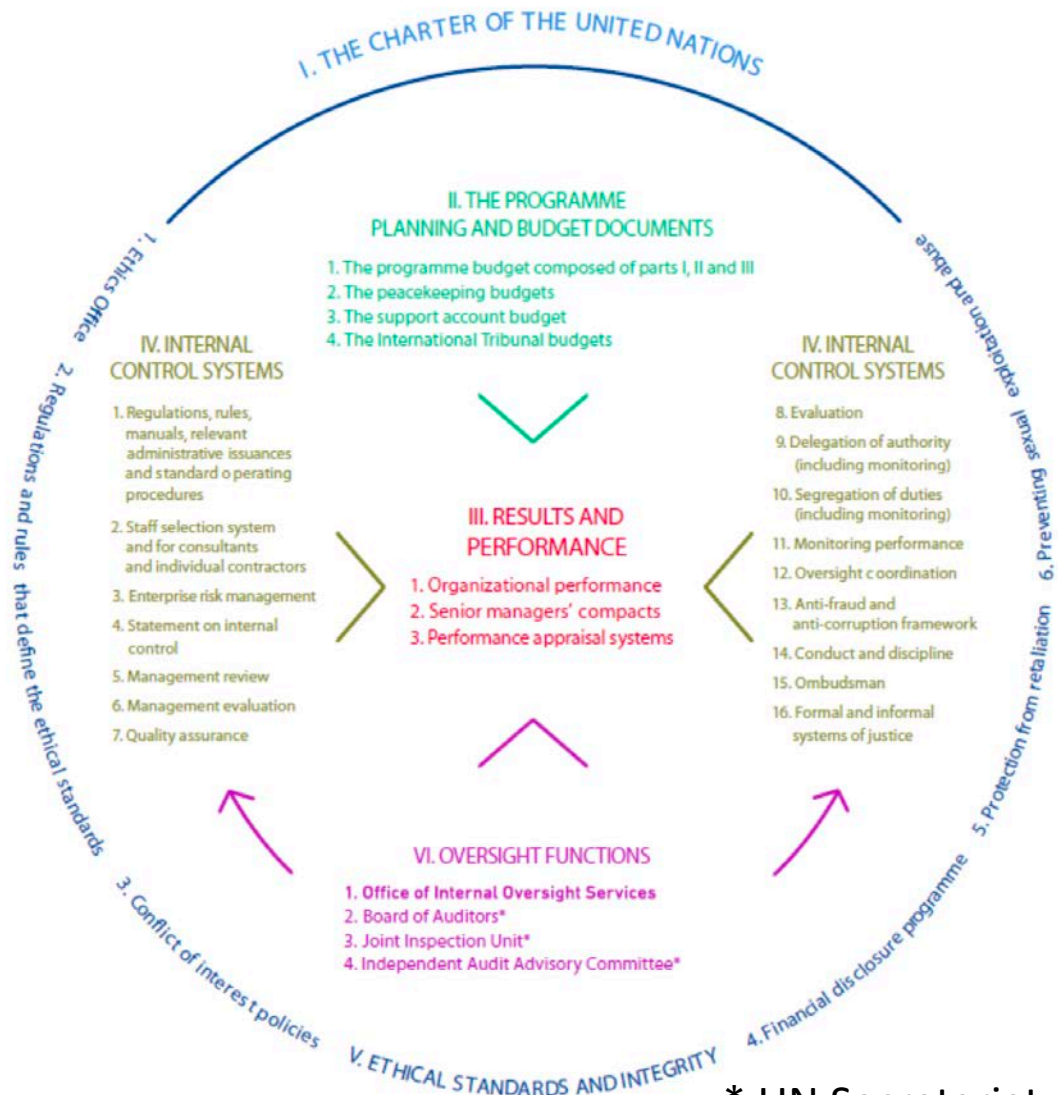 I. THE CHARTER OF THE UNITED NATIONS
II. THE PROGRAMME
PLANNING AND BUDGET DOCUMENTS
1. The programme budget composed of parts I, II and III
2. The peacekeeping budgets
3. The support account budget
4. The International Tribunal budgets
IV. INTERNAL
CONTROL SYSTEMS
1. Regulations, rules,
manuals, relevant
administrative issuances
and standard o perating
procedures
2. Staff selection system
and for consultants
and individual contractors
3. Enterprise risk management
4. Statement on internal
control
5. Management review
6. Management evaluation
7. Quality assurance
III. RESULTS AND
PERFORMANCE
1. Organizational performance
2. Senior managers' compacts
3. Performance appraisal systems
IV. INTERNAL
CONTROL SYSTEMS
8. Evaluation
9. Delegation of authority
(including monitoring)
10. Segregation of duties
(including monitoring)
11. Monitoring performance
12. Oversight c oordination
13. Anti-fraud and
anti-corruption framework
14. Conduct and discipline
15. Ombudsman
16. Formal and informal
systems of justice
VI. OVERSIGHT FUNCTIONS
1. Office of Internal Oversight Services
2. Board of Auditors*
3. Joint Inspection Unit*
4. Independent Audit Advisory Committee*
V. ETHICAL STANDARDS AND INTEGRITY
1. Ethics Office
2. Regulations and rules that define the ethical standards
3. Conflict of interest policies
4. Financial disclosure programme
5. Protection from retaliation
6. Preventing sexual exploitation and abuse
* UN Secretariat